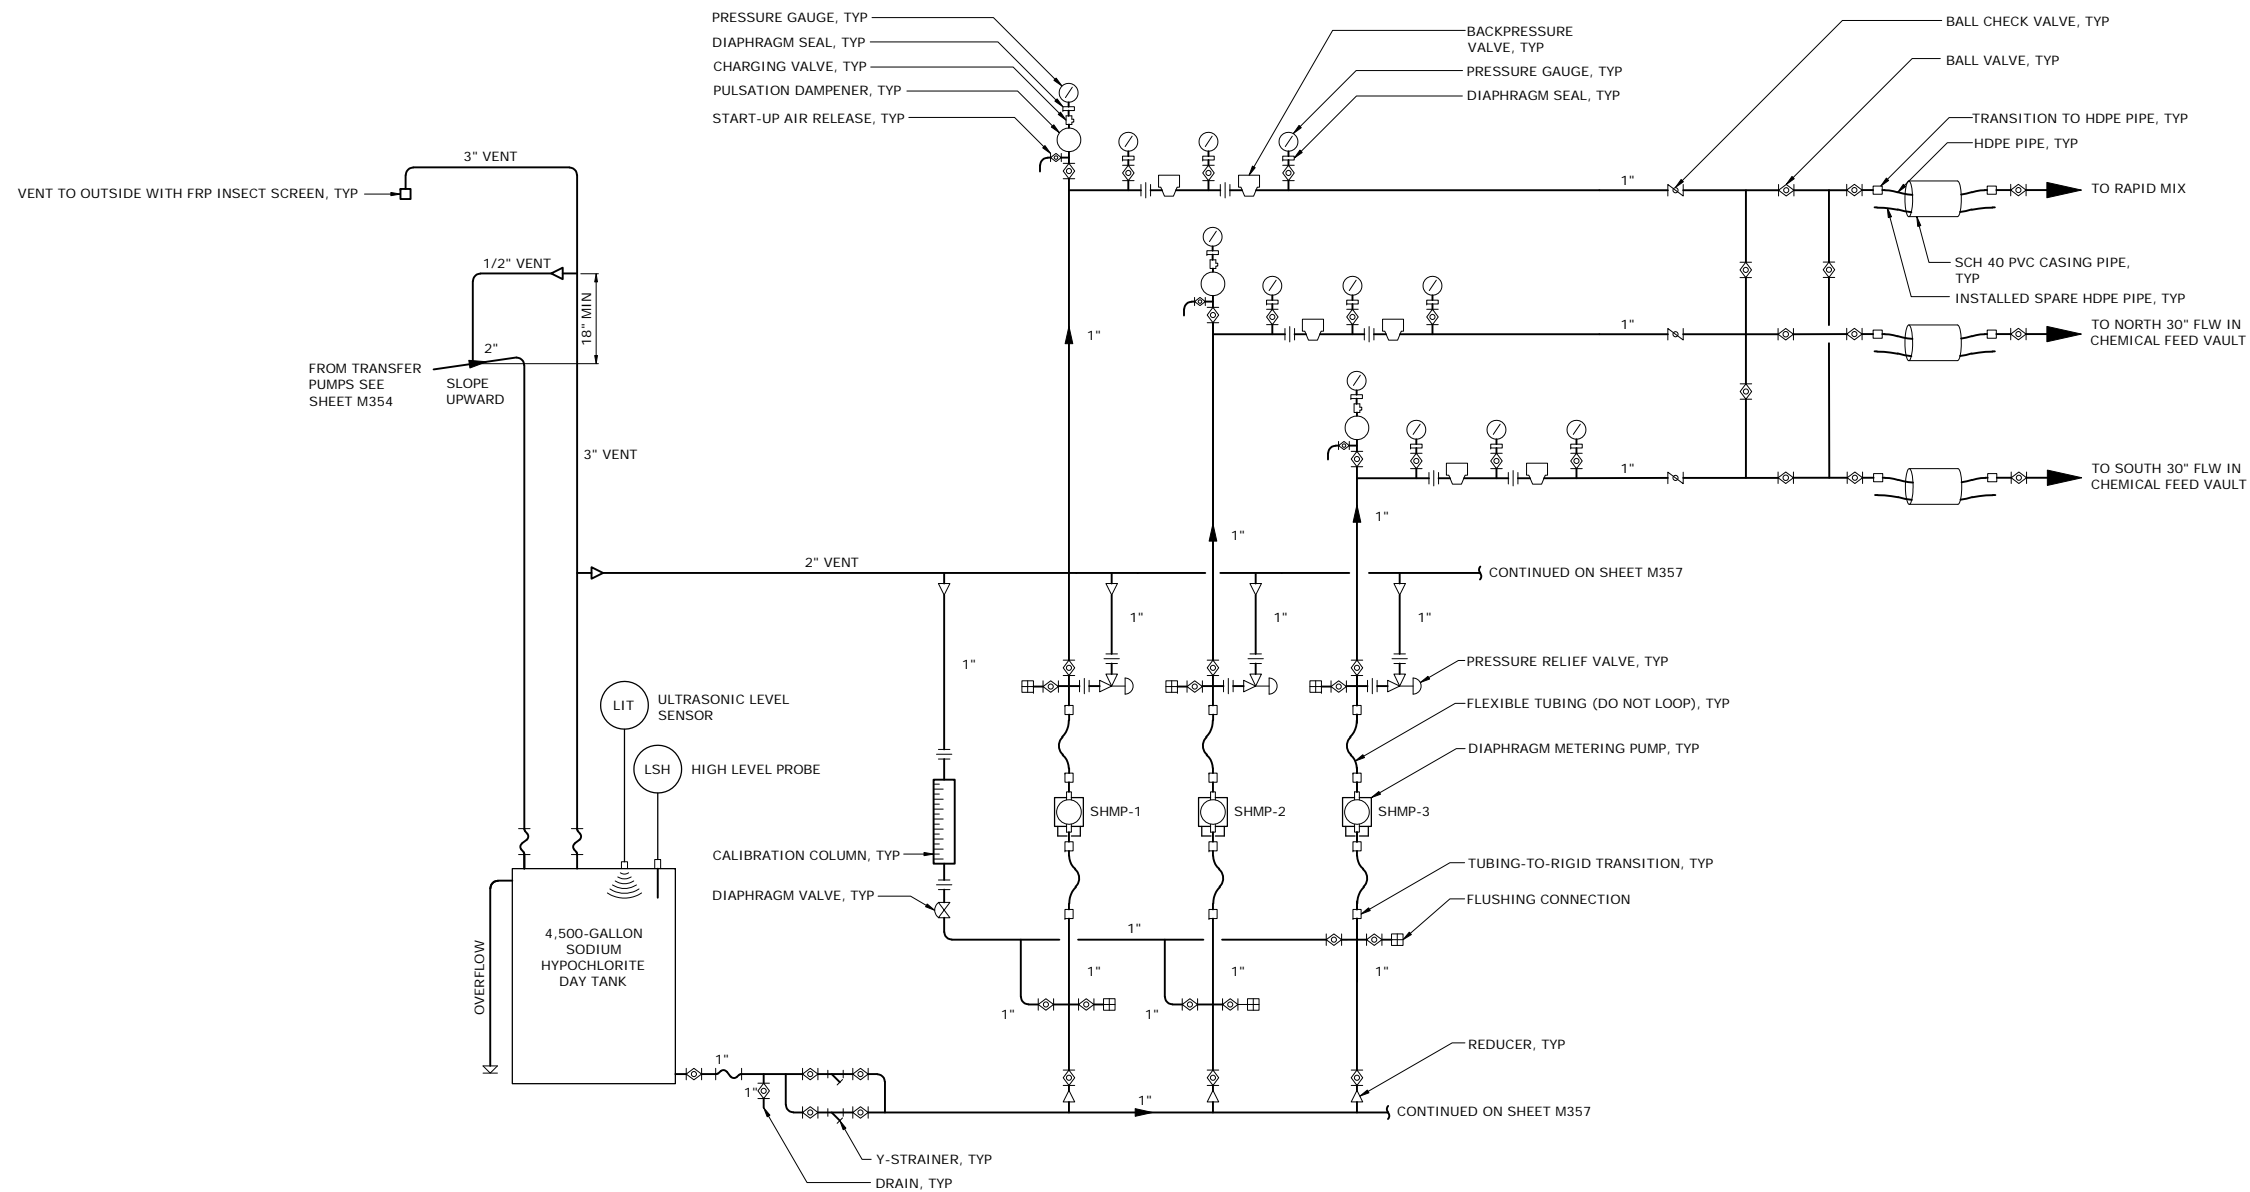 PRESSURE GAUGE, TYP
DIAPHRAGM SEAL, TYP
CHARGING VALVE, TYP
PULSATION DAMPENER, TYP
START-UP AIR RELEASE, TYP
BACKPRESSURE
VALVE, TYP
PRESSURE GAUGE, TYP
DIAPHRAGM SEAL, TYP
BALL CHECK VALVE, TYP
BALL VALVE, TYP
TRANSITION TO HDPE PIPE, TYP
HDPE PIPE, TYP
3" VENT
VENT TO OUTSIDE WITH FRP INSECT SCREEN, TYP
1"
TO RAPID MIX
1/2" VENT
18" MIN
SCH 40 PVC CASING PIPE,
TYP
INSTALLED SPARE HDPE PIPE, TYP
2"
FROM TRANSFER
PUMPS SEE
SHEET M354
SLOPE
UPWARD
1"
1"
TO NORTH 30" FLW IN
CHEMICAL FEED VAULT
3" VENT
1"
TO SOUTH 30" FLW IN
CHEMICAL FEED VAULT
1"
1"
2" VENT
CONTINUED ON SHEET M357
1"
1"
1"
1"
PRESSURE RELIEF VALVE, TYP
LIT
ULTRASONIC LEVEL
SENSOR
FLEXIBLE TUBING (DO NOT LOOP), TYP
LSH
HIGH LEVEL PROBE
DIAPHRAGM METERING PUMP, TYP
SHMP-1
SHMP-2
SHMP-3
CALIBRATION COLUMN, TYP
TUBING-TO-RIGID TRANSITION, TYP
DIAPHRAGM VALVE, TYP
FLUSHING CONNECTION
4,500-GALLON
SODIUM
HYPOCHLORITE
DAY TANK
OVERFLOW
1"
1"
1"
1"
1"
1"
REDUCER, TYP
1"
1"
1"
CONTINUED ON SHEET M357
Y-STRAINER, TYP
DRAIN, TYP